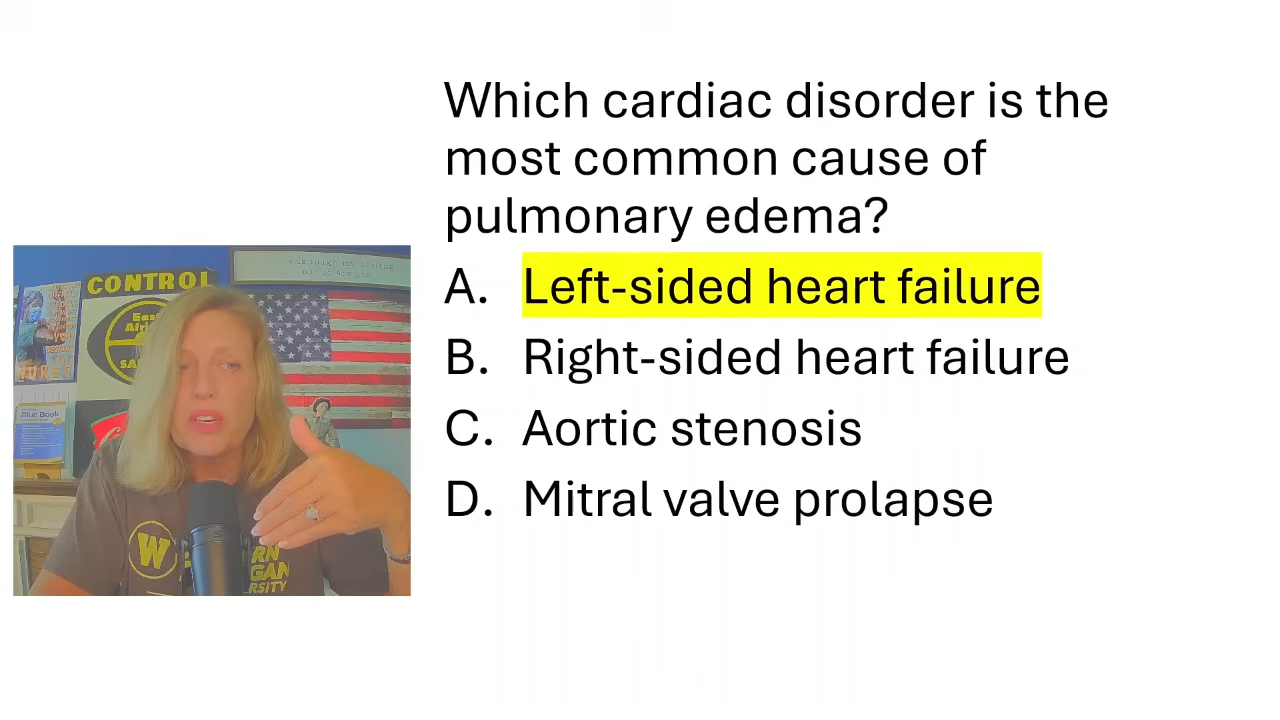 Which cardiac disorder is the
most common cause of
pulmonary edema?
A. Left-sided heart failure
B. Right-sided heart failure
C. Aortic stenosis
D. Mitral valve prolapse
CONTROL
Blue Book
W